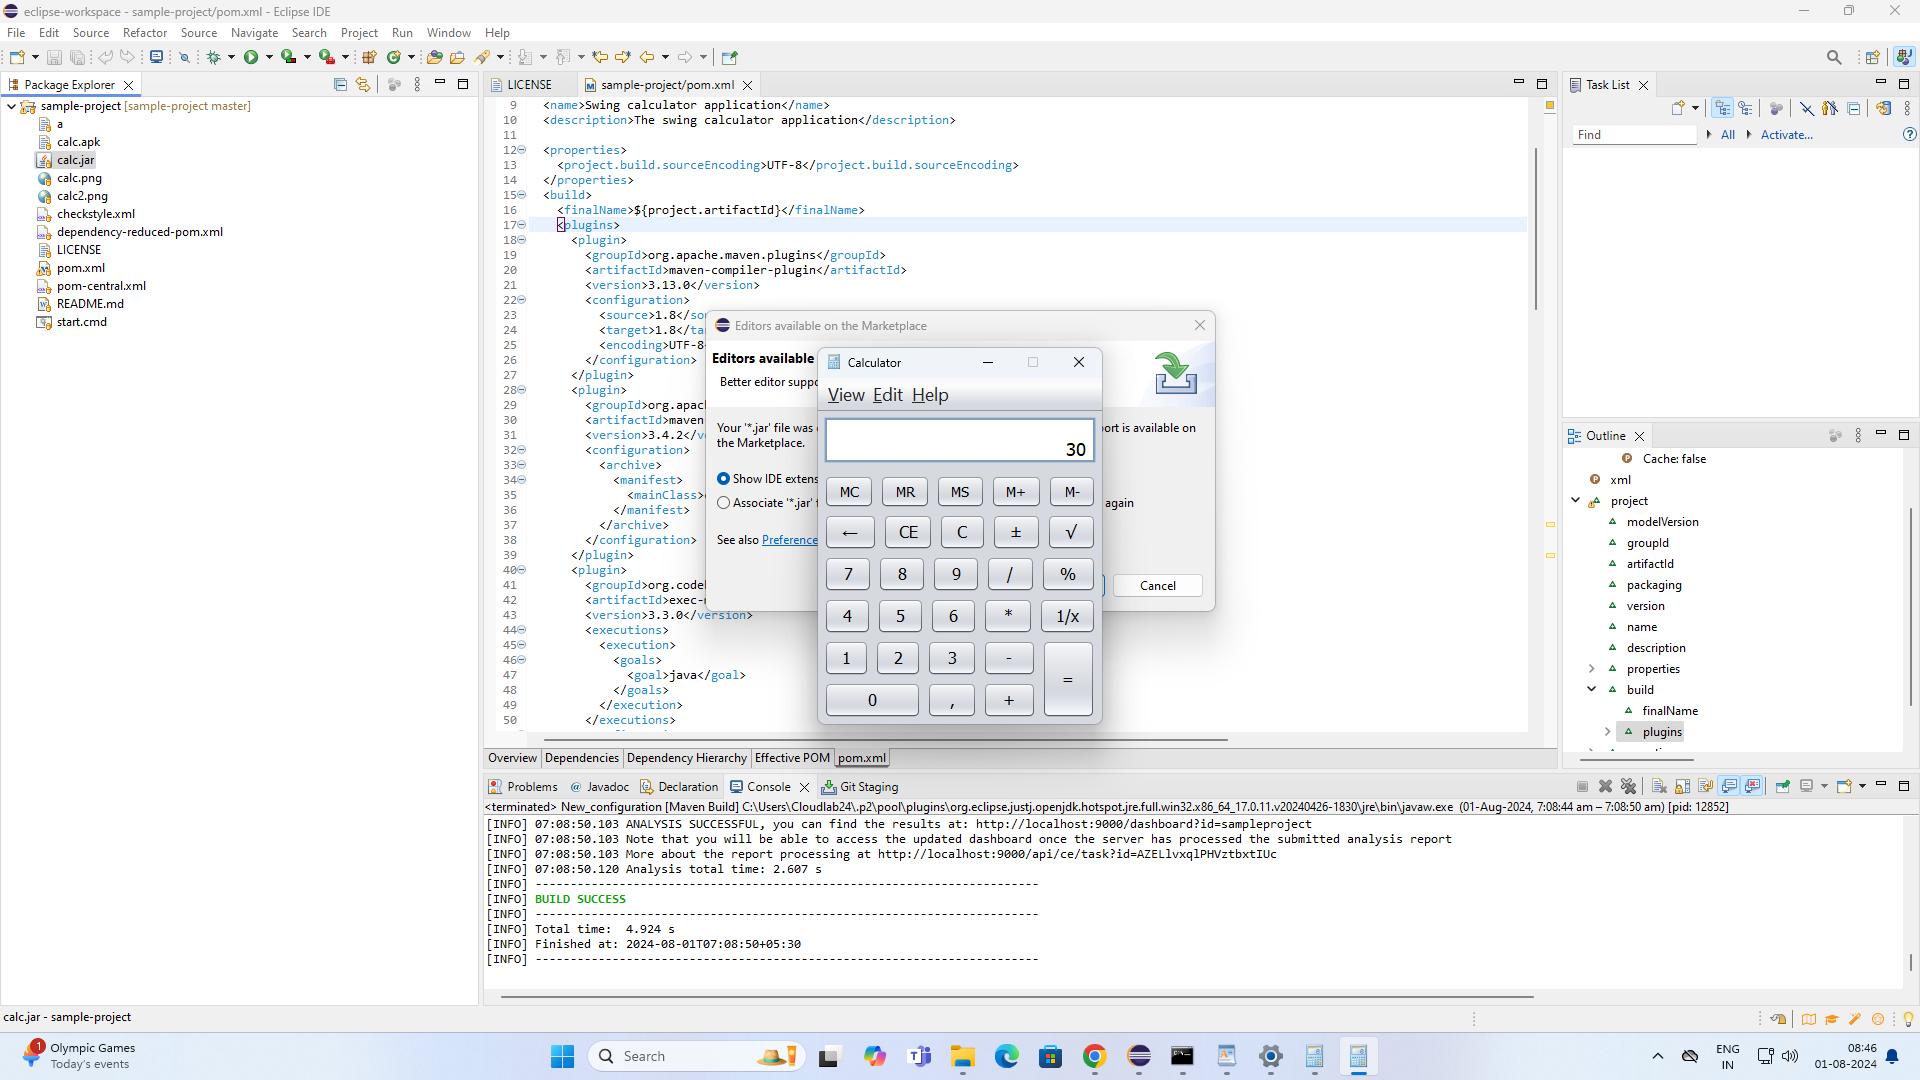 eclipse-workspace - sample-project/pom.xml - Eclipse IDE
File Edit Source Refactor Source Navigate Search Project Run Window Help
Package Explorer
sample-project [sample-project master]
a
calc.apk
calc.jar
calc.png
calc2.png
checkstyle.xml
dependency-reduced-pom.xml
LICENSE
pom.xml
pom-central.xml
README.md
start.cmd
LICENSE
sample-project/pom.xml
9 <name>Swing calculator application</name>
10 <description>The swing calculator application</description>
11
12 <properties>
13 <project.build.sourceEncoding>UTF-8</project.build.sourceEncoding>
14 </properties>
15 <build>
16 <finalName>${project.artifactId}</finalName>
17 <plugins>
18 <plugin>
19 <groupId>org.apache.maven.plugins</groupId>
20 <artifactId>maven-compiler-plugin</artifactId>
21 <version>3.13.0</version>
22 <configuration>
23 <source>1.8</so
24 <target>1.8</ta
25 <encoding>UTF-8
26 </configuration>
27 </plugin>
28 <plugin>
29 <groupId>org.apac
30 <artifactId>maven
31 <version>3.4.2</v
32 <configuration>
33 <archive>
34 <manifest>
35 <mainClass>
36 </manifest>
37 </archive>
38 </configuration>
39 </plugin>
40 <plugin>
41 <groupId>org.code
42 <artifactId>exec-
43 <version>3.3.0</version>
44 <executions>
45 <execution>
46 <goals>
47 <goal>java</goal>
48 </goals>
49 </execution>
50 </executions>
Overview Dependencies Dependency Hierarchy Effective POM pom.xml
Editors available on the Marketplace
Editors available
Better editor suppo
Your '*.jar' file was
ort is available on
the Marketplace.
Show IDE extens
Associate '*.jar'
again
See also Preference
Cancel
Calculator
View Edit Help
30
MC MR MS M+ M-
← CE C ± √
7 8 9 / %
4 5 6 * 1/x
1 2 3 - =
0 , +
Task List
Find All Activate...
Outline
Cache: false
xml
project
modelVersion
groupId
artifactId
packaging
version
name
description
properties
build
finalName
plugins
Problems Javadoc Declaration Console Git Staging
<terminated> New_configuration [Maven Build] C:\Users\Cloudlab24\.p2\pool\plugins\org.eclipse.justj.openjdk.hotspot.jre.full.win32.x86_64_17.0.11.v20240426-1830\jre\bin\javaw.exe (01-Aug-2024, 7:08:44 am – 7:08:50 am) [pid: 12852]
[INFO] 07:08:50.103 ANALYSIS SUCCESSFUL, you can find the results at: http://localhost:9000/dashboard?id=sampleproject
[INFO] 07:08:50.103 Note that you will be able to access the updated dashboard once the server has processed the submitted analysis report
[INFO] 07:08:50.103 More about the report processing at http://localhost:9000/api/ce/task?id=AZELlvxqlPHVztbxtIUc
[INFO] 07:08:50.120 Analysis total time: 2.607 s
[INFO] ------------------------------------------------------------------------
[INFO] BUILD SUCCESS
[INFO] ------------------------------------------------------------------------
[INFO] Total time: 4.924 s
[INFO] Finished at: 2024-08-01T07:08:50+05:30
[INFO] ------------------------------------------------------------------------
calc.jar - sample-project
1
Olympic Games
Today's events
Search
ENG
IN
08:46
01-08-2024